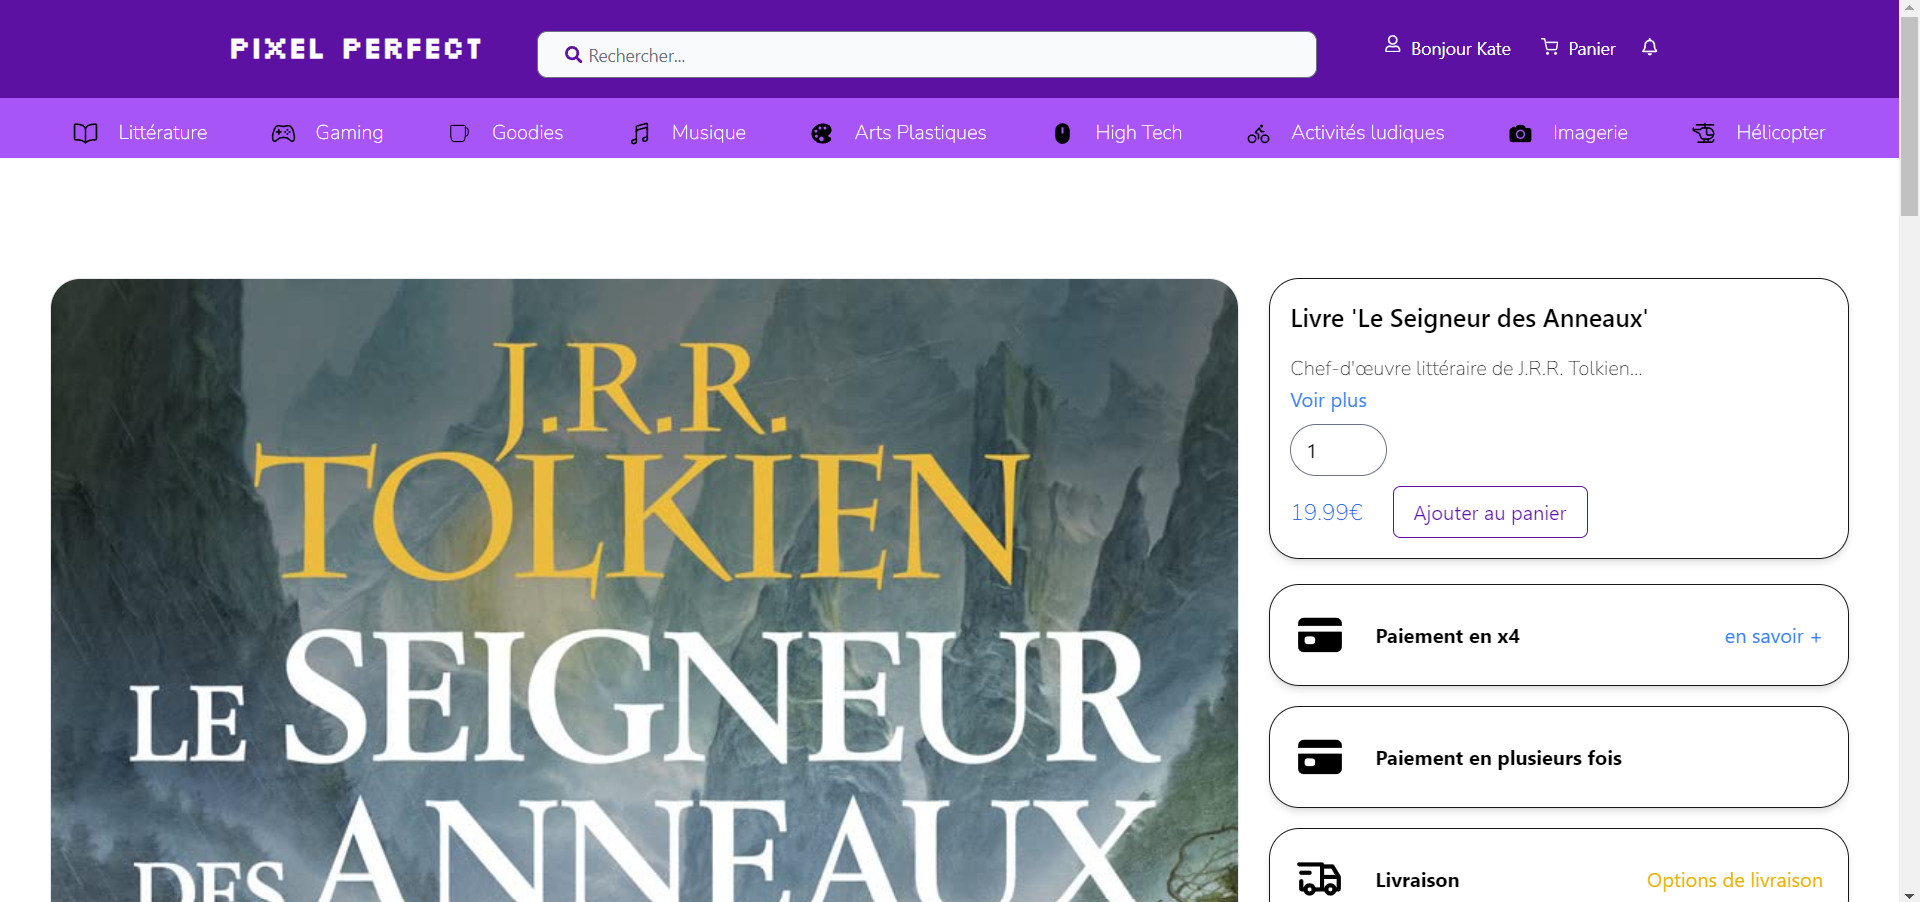 PIXEL PERFECT
Rechercher...
Bonjour Kate
Panier
Littérature
Gaming
Goodies
Musique
Arts Plastiques
High Tech
Activités ludiques
Imagerie
Hélicopter
J.R.R.
TOLKIEN
LE SEIGNEUR
DES ANNEAUX
Livre 'Le Seigneur des Anneaux'
Chef-d'œuvre littéraire de J.R.R. Tolkien...
Voir plus
1
19.99€
Ajouter au panier
Paiement en x4
en savoir +
Paiement en plusieurs fois
Livraison
Options de livraison